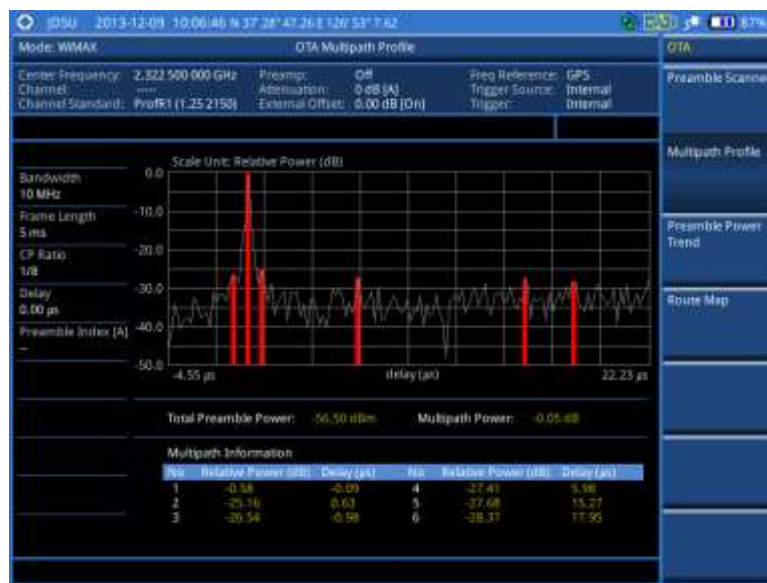 JDSU 2013-12-09 10:06:46 N 37 28' 47.26 E 126 53' 7.62 87%
Mode: WiMAX OTA Multipath Profile OTA
Center Frequency: 2.322 500 000 GHz Preamp: Off Freq Reference: GPS
Channel: ----- Attenuation: 0 dB [A] Trigger Source: Internal
Channel Standard: ProfR1 (1.25 2150) External Offset: 0.00 dB [On] Trigger: Internal
Preamble Scanne
Multipath Profile
Preamble Power
Trend
Route Map
Bandwidth
10 MHz
Frame Length
5 ms
CP Ratio
1/8
Delay
0.00 µs
Preamble Index [A]
--
Scale Unit: Relative Power (dB)
0.0
-10.0
-20.0
-30.0
-40.0
-50.0
-4.55 µs delay (µs) 22.23 µs
Total Preamble Power: -56.50 dBm Multipath Power: -0.05 dB
Multipath Information
No Relative Power (dB) Delay (µs) No Relative Power (dB) Delay (µs)
1 -0.58 -0.09 4 -27.41 5.98
2 -25.16 0.63 5 -27.68 15.27
3 -26.54 -0.98 6 -28.37 17.95